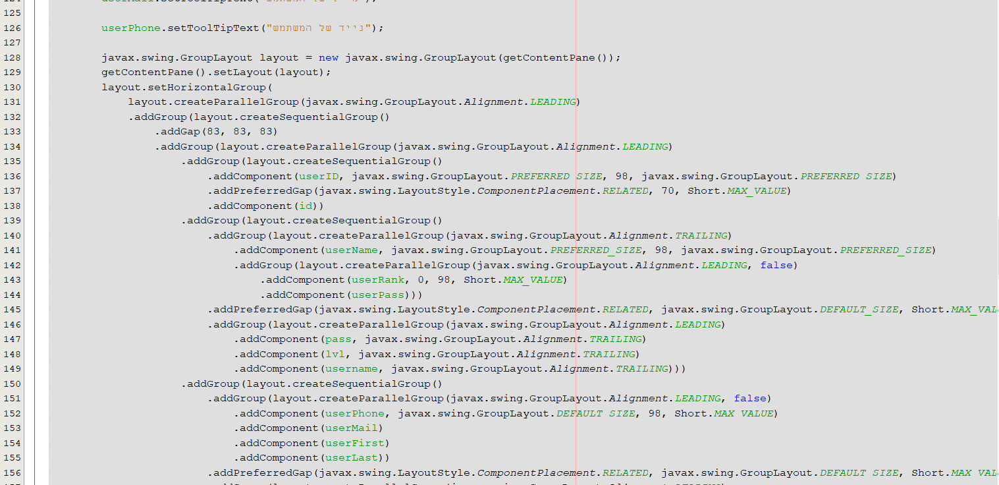 125
126 userPhone.setToolTipText("נייד של המשתמש");
127
128 javax.swing.GroupLayout layout = new javax.swing.GroupLayout(getContentPane());
129 getContentPane().setLayout(layout);
130 layout.setHorizontalGroup(
131 layout.createParallelGroup(javax.swing.GroupLayout.Alignment.LEADING)
132 .addGroup(layout.createSequentialGroup()
133 .addGap(83, 83, 83)
134 .addGroup(layout.createParallelGroup(javax.swing.GroupLayout.Alignment.LEADING)
135 .addGroup(layout.createSequentialGroup()
136 .addComponent(userID, javax.swing.GroupLayout.PREFERRED_SIZE, 98, javax.swing.GroupLayout.PREFERRED_SIZE)
137 .addPreferredGap(javax.swing.LayoutStyle.ComponentPlacement.RELATED, 70, Short.MAX_VALUE)
138 .addComponent(id))
139 .addGroup(layout.createSequentialGroup()
140 .addGroup(layout.createParallelGroup(javax.swing.GroupLayout.Alignment.TRAILING)
141 .addComponent(userName, javax.swing.GroupLayout.PREFERRED_SIZE, 98, javax.swing.GroupLayout.PREFERRED_SIZE)
142 .addGroup(layout.createParallelGroup(javax.swing.GroupLayout.Alignment.LEADING, false)
143 .addComponent(userRank, 0, 98, Short.MAX_VALUE)
144 .addComponent(userPass)))
145 .addPreferredGap(javax.swing.LayoutStyle.ComponentPlacement.RELATED, javax.swing.GroupLayout.DEFAULT_SIZE, Short.MAX_VAL
146 .addGroup(layout.createParallelGroup(javax.swing.GroupLayout.Alignment.LEADING)
147 .addComponent(pass, javax.swing.GroupLayout.Alignment.TRAILING)
148 .addComponent(lvl, javax.swing.GroupLayout.Alignment.TRAILING)
149 .addComponent(username, javax.swing.GroupLayout.Alignment.TRAILING)))
150 .addGroup(layout.createSequentialGroup()
151 .addGroup(layout.createParallelGroup(javax.swing.GroupLayout.Alignment.LEADING, false)
152 .addComponent(userPhone, javax.swing.GroupLayout.DEFAULT_SIZE, 98, Short.MAX_VALUE)
153 .addComponent(userMail)
154 .addComponent(userFirst)
155 .addComponent(userLast))
156 .addPreferredGap(javax.swing.LayoutStyle.ComponentPlacement.RELATED, javax.swing.GroupLayout.DEFAULT_SIZE, Short.MAX_VAL